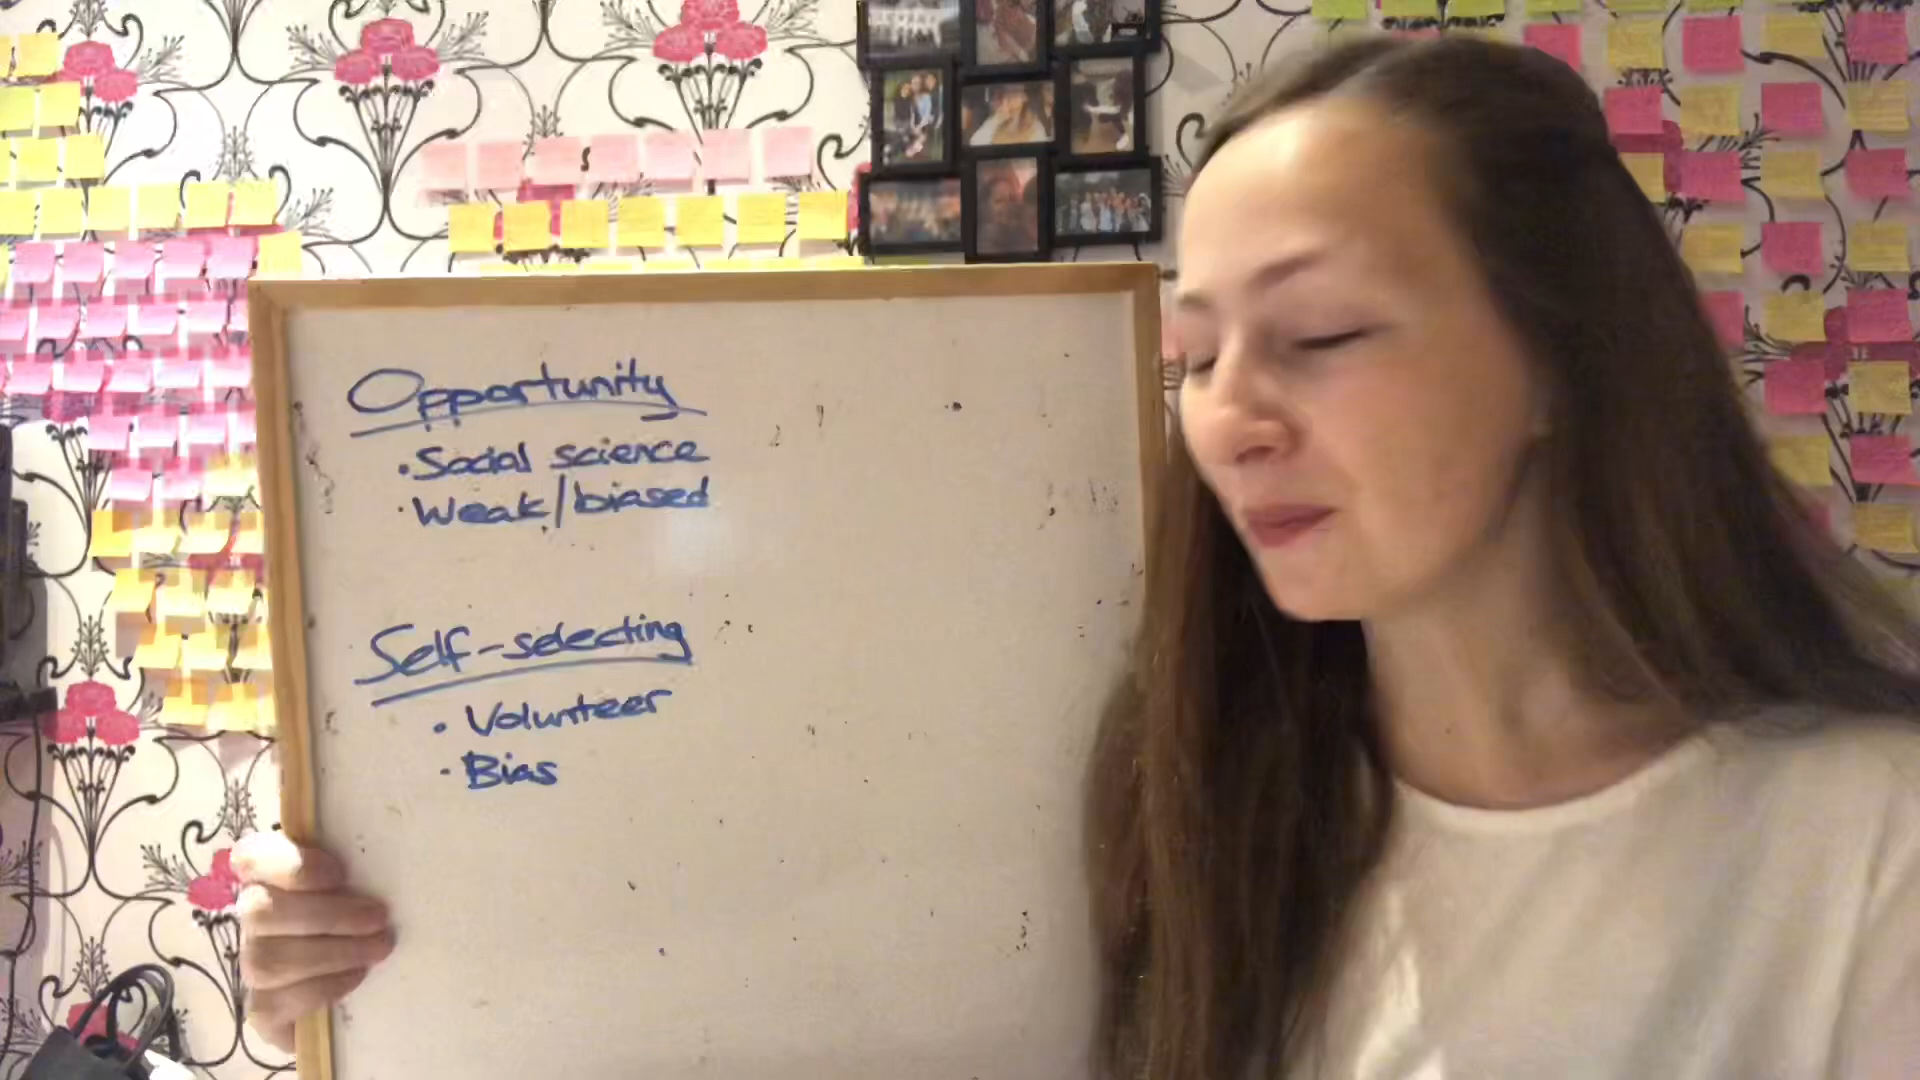 Opportunity
• Social science
• Weak/biased
Self-selecting
• Volunteer
• Bias